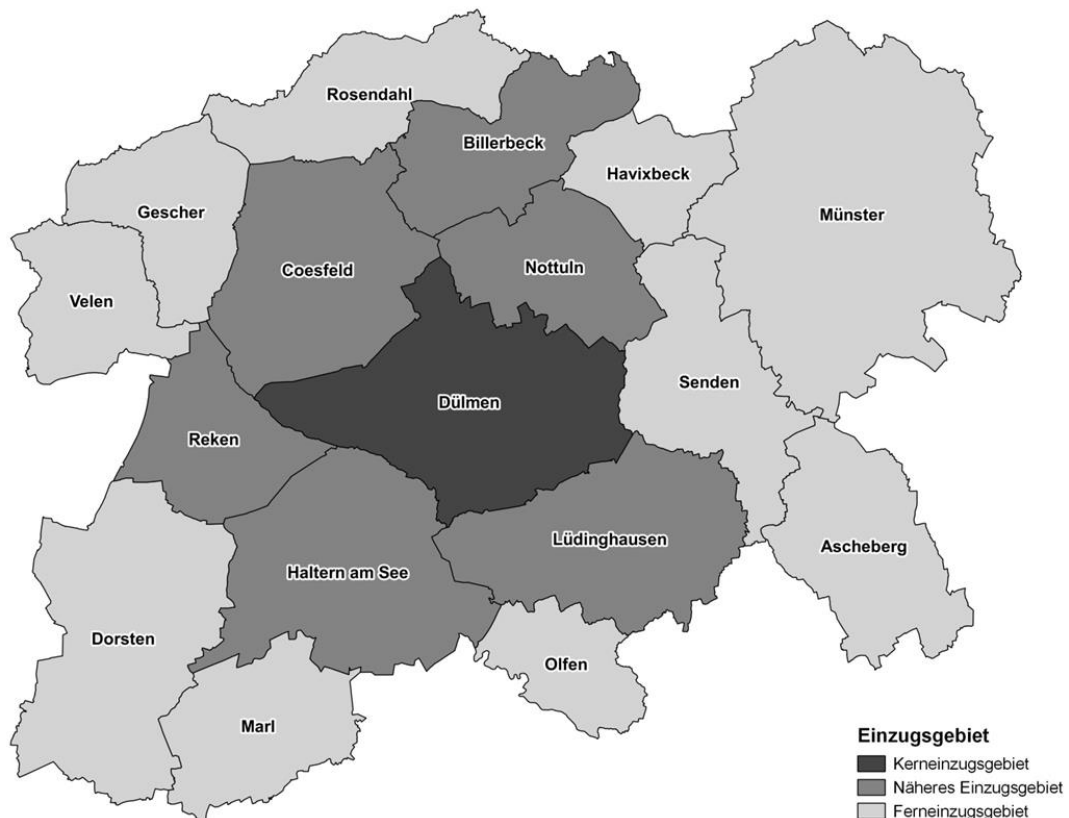 Rosendahl
Billerbeck
Havixbeck
Gescher
Münster
Coesfeld
Nottuln
Velen
Senden
Dülmen
Reken
Lüdinghausen
Ascheberg
Haltern am See
Dorsten
Olfen
Marl
Einzugsgebiet
Kerneinzugsgebiet
Näheres Einzugsgebiet
Ferneinzugsgebiet